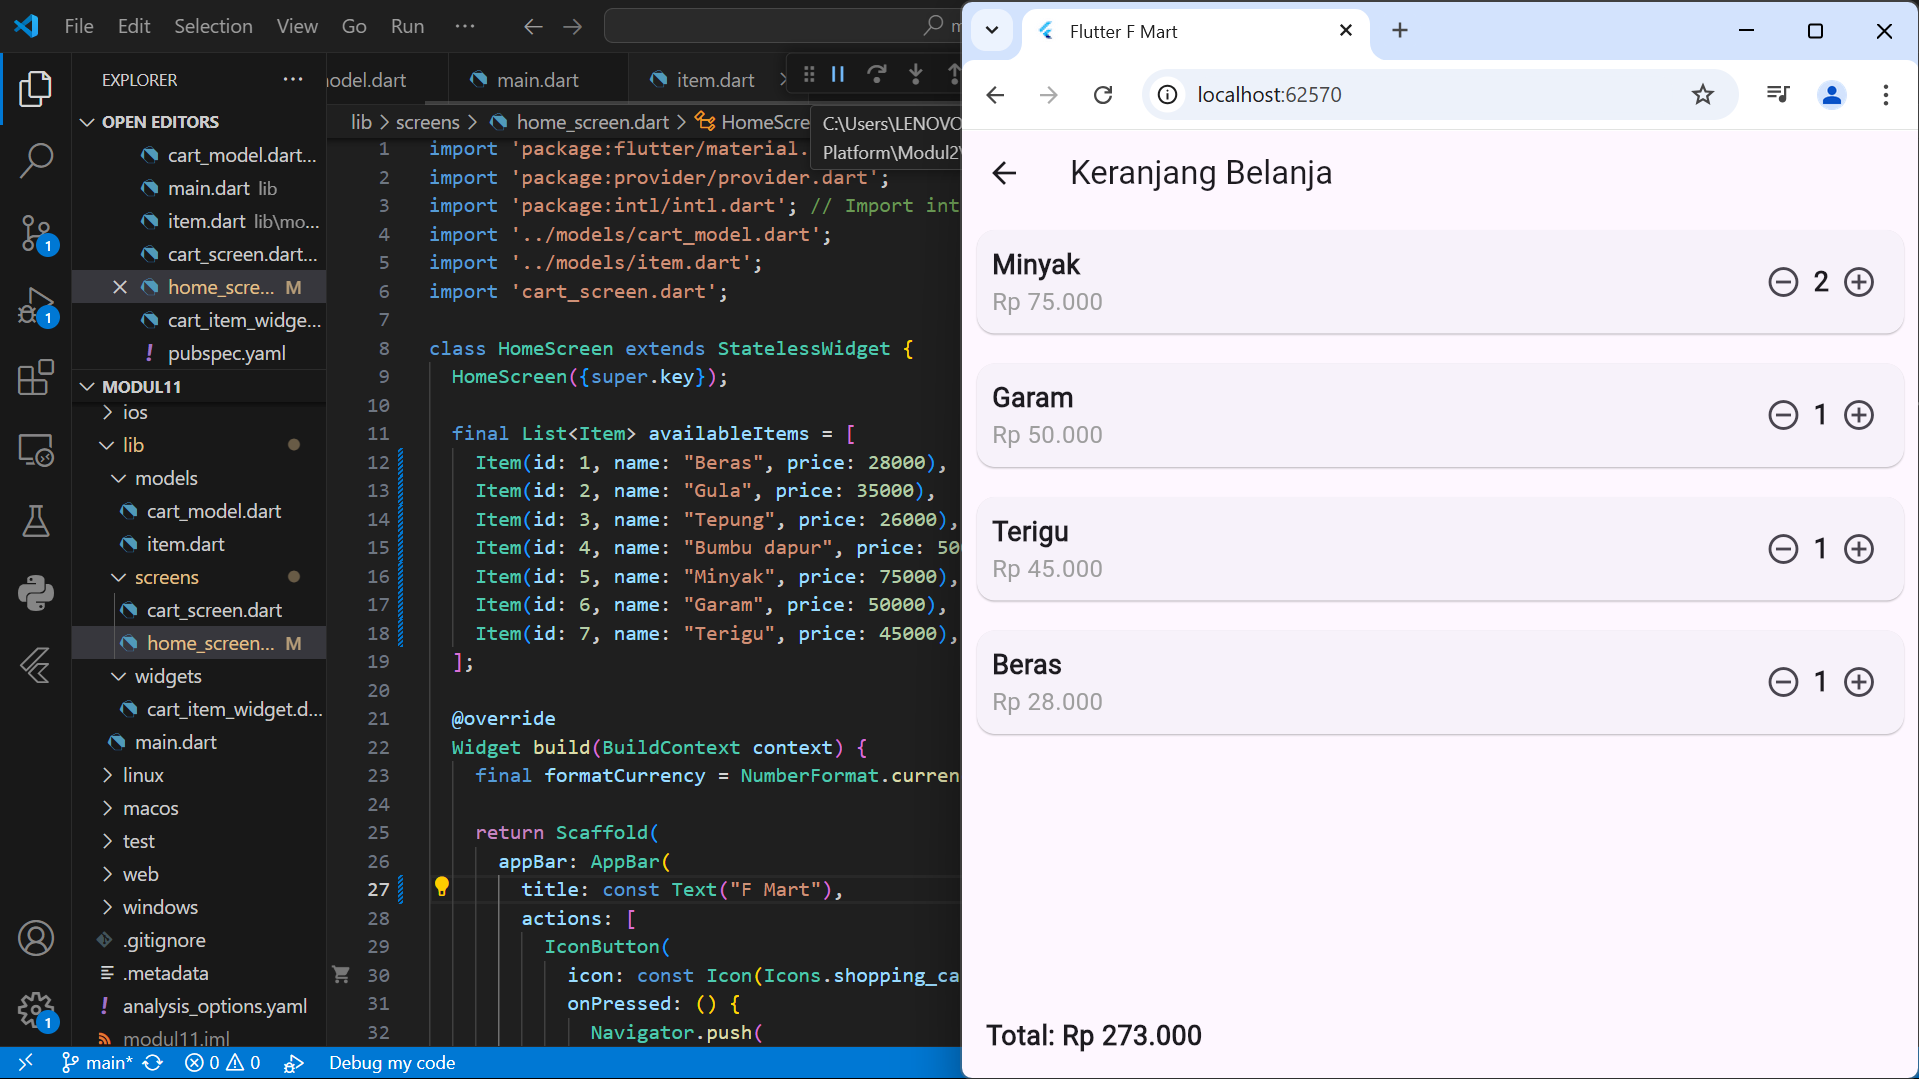 File Edit Selection View Go Run ···
EXPLORER ···
OPEN EDITORS
cart_model.dart...
main.dart lib
item.dart lib\mo...
cart_screen.dart...
home_scre... M
cart_item_widge...
pubspec.yaml
MODUL11
ios
lib
models
cart_model.dart
item.dart
screens
cart_screen.dart
home_screen... M
widgets
cart_item_widget.d...
main.dart
linux
macos
test
web
windows
.gitignore
.metadata
analysis_options.yaml
modul11.iml
1
1
1
model.dart main.dart item.dart
lib > screens > home_screen.dart > HomeScre
C:\Users\LENOVO
Platform\Modul2\
1 import 'package:flutter/material.
2 import 'package:provider/provider.dart';
3 import 'package:intl/intl.dart'; // Import int
4 import '../models/cart_model.dart';
5 import '../models/item.dart';
6 import 'cart_screen.dart';
7
8 class HomeScreen extends StatelessWidget {
9 HomeScreen({super.key});
10
11 final List<Item> availableItems = [
12 Item(id: 1, name: "Beras", price: 28000),
13 Item(id: 2, name: "Gula", price: 35000),
14 Item(id: 3, name: "Tepung", price: 26000),
15 Item(id: 4, name: "Bumbu dapur", price: 50
16 Item(id: 5, name: "Minyak", price: 75000),
17 Item(id: 6, name: "Garam", price: 50000),
18 Item(id: 7, name: "Terigu", price: 45000),
19 ];
20
21 @override
22 Widget build(BuildContext context) {
23 final formatCurrency = NumberFormat.curren
24
25 return Scaffold(
26 appBar: AppBar(
27 title: const Text("F Mart"),
28 actions: [
29 IconButton(
30 icon: const Icon(Icons.shopping_ca
31 onPressed: () {
32 Navigator.push(
main* 0 0 Debug my code
Flutter F Mart
localhost:62570
Keranjang Belanja
Minyak
Rp 75.000
2
Garam
Rp 50.000
1
Terigu
Rp 45.000
1
Beras
Rp 28.000
1
Total: Rp 273.000